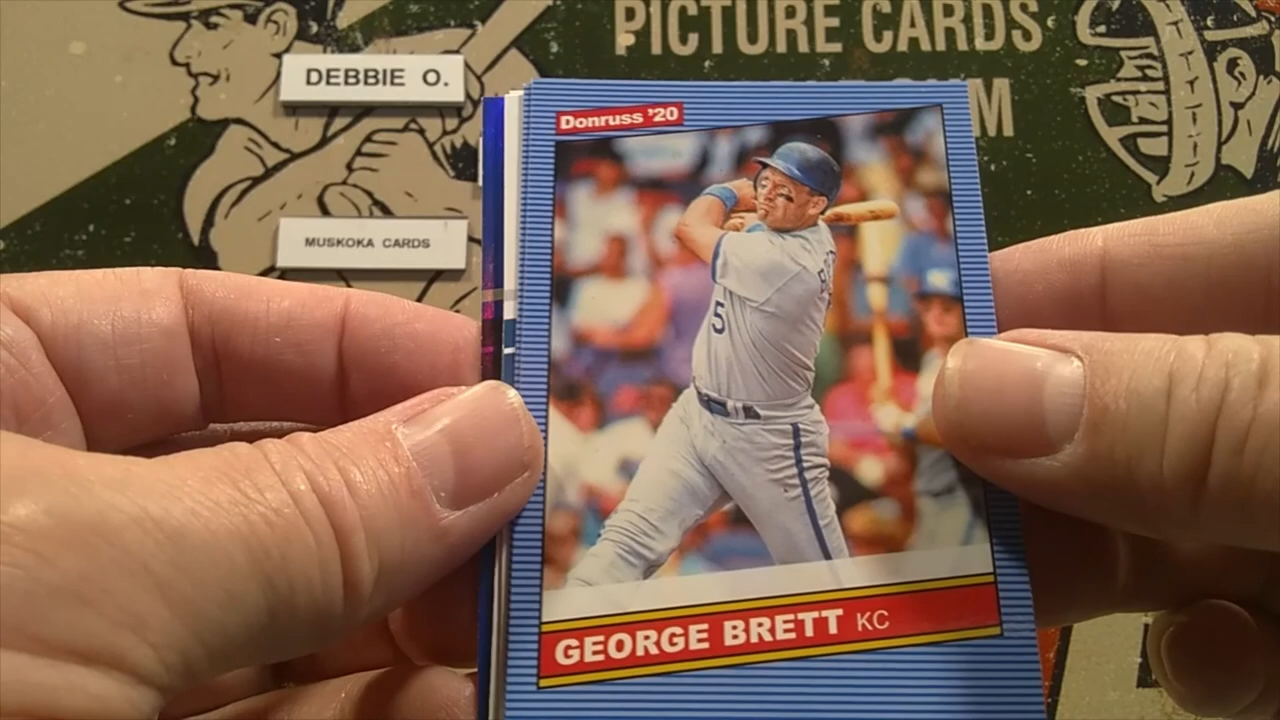 PICTURE CARDS
DEBBIE O.
M
Donruss '20
MUSKOKA CARDS
5
GEORGE BRETT KC